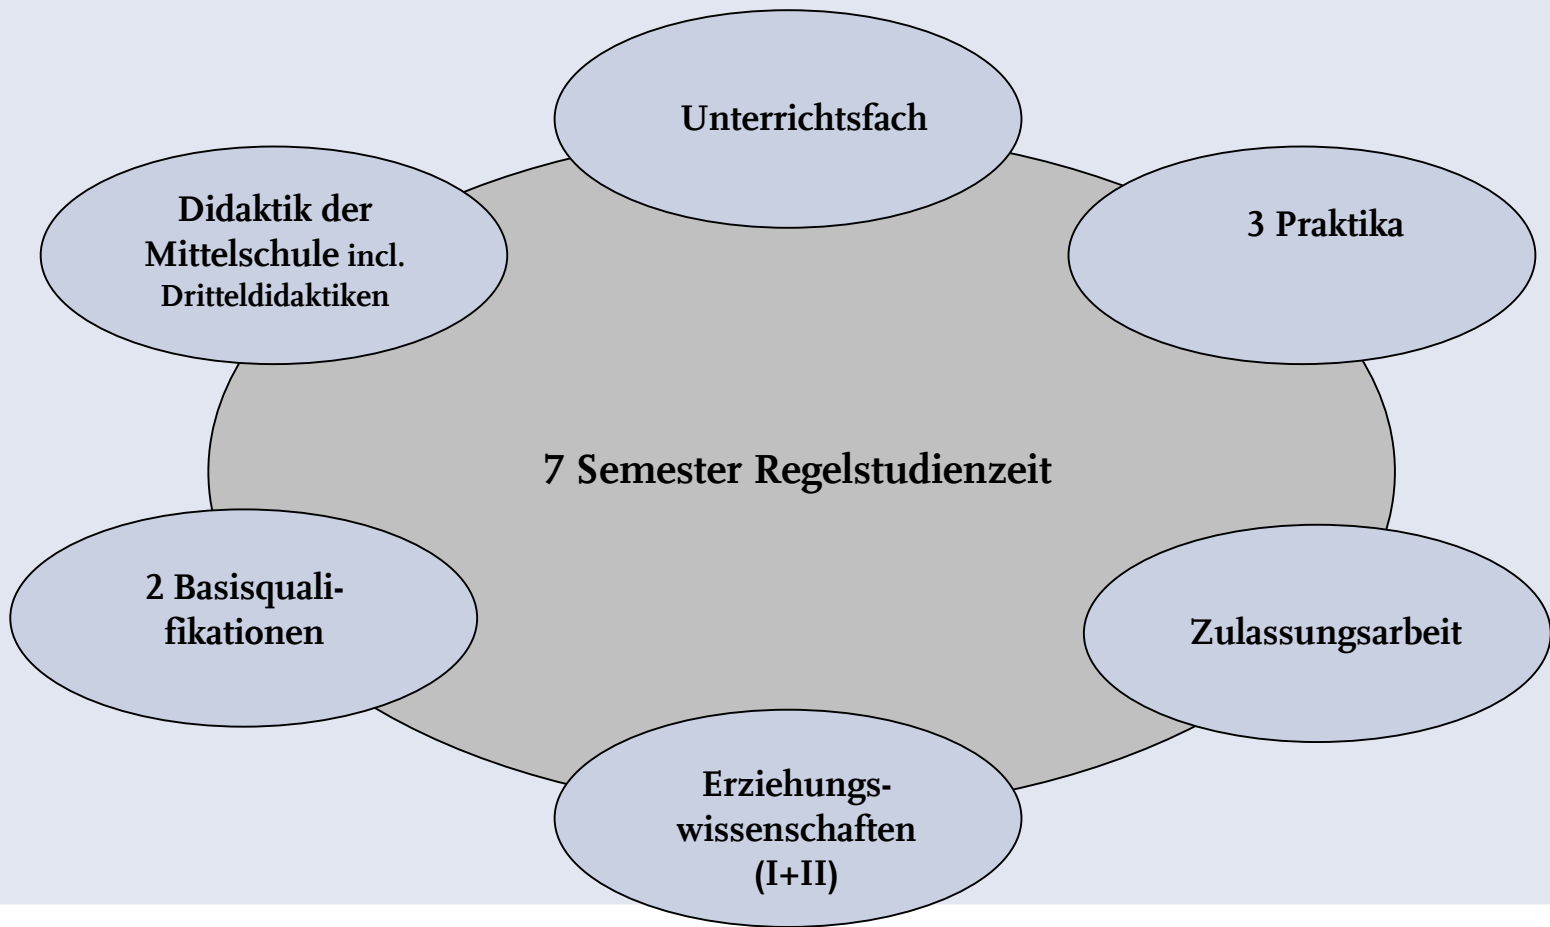 Unterrichtsfach
Didaktik der
Mittelschule incl.
Dritteldidaktiken
3 Praktika
7 Semester Regelstudienzeit
2 Basisquali-
fikationen
Zulassungsarbeit
Erziehungs-
wissenschaften
(I+II)